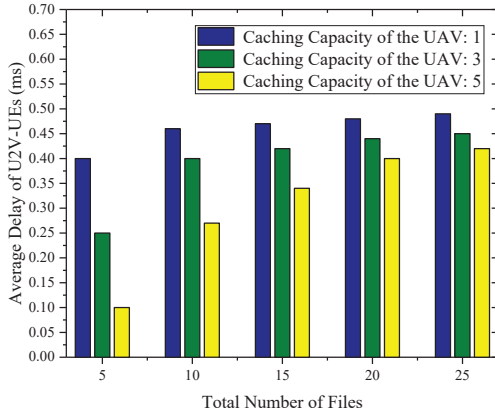 Caching Capacity of the UAV: 1
Caching Capacity of the UAV: 3
Caching Capacity of the UAV: 5
Average Delay of U2V-UEs (ms)
0.70
0.65
0.60
0.55
0.50
0.45
0.40
0.35
0.30
0.25
0.20
0.15
0.10
0.05
0.00
5 10 15 20 25
Total Number of Files